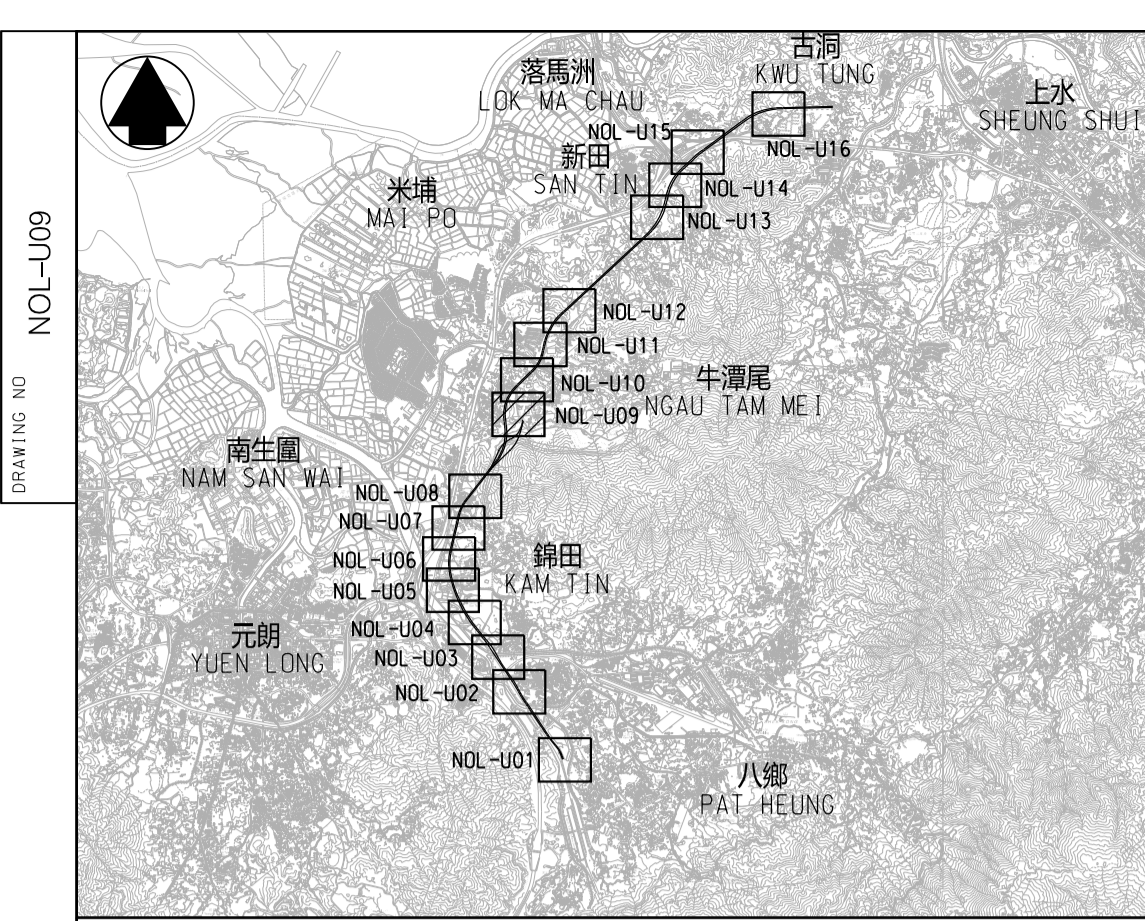 DRAWING NO
NOL-U09
古洞
KWU TUNG
落馬洲
LOK MA CHAU
上水
SHEUNG SHUI
NOL-U15
NOL-U16
新田
SAN TIN
NOL-U14
米埔
MAI PO
NOL-U13
NOL-U12
NOL-U11
NOL-U10
牛潭尾
NGAU TAM MEI
NOL-U09
南生圍
NAM SAN WAI
NOL-U08
NOL-U07
NOL-U06
錦田
KAM TIN
NOL-U05
NOL-U04
元朗
YUEN LONG
NOL-U03
NOL-U02
NOL-U01
八鄉
PAT HEUNG